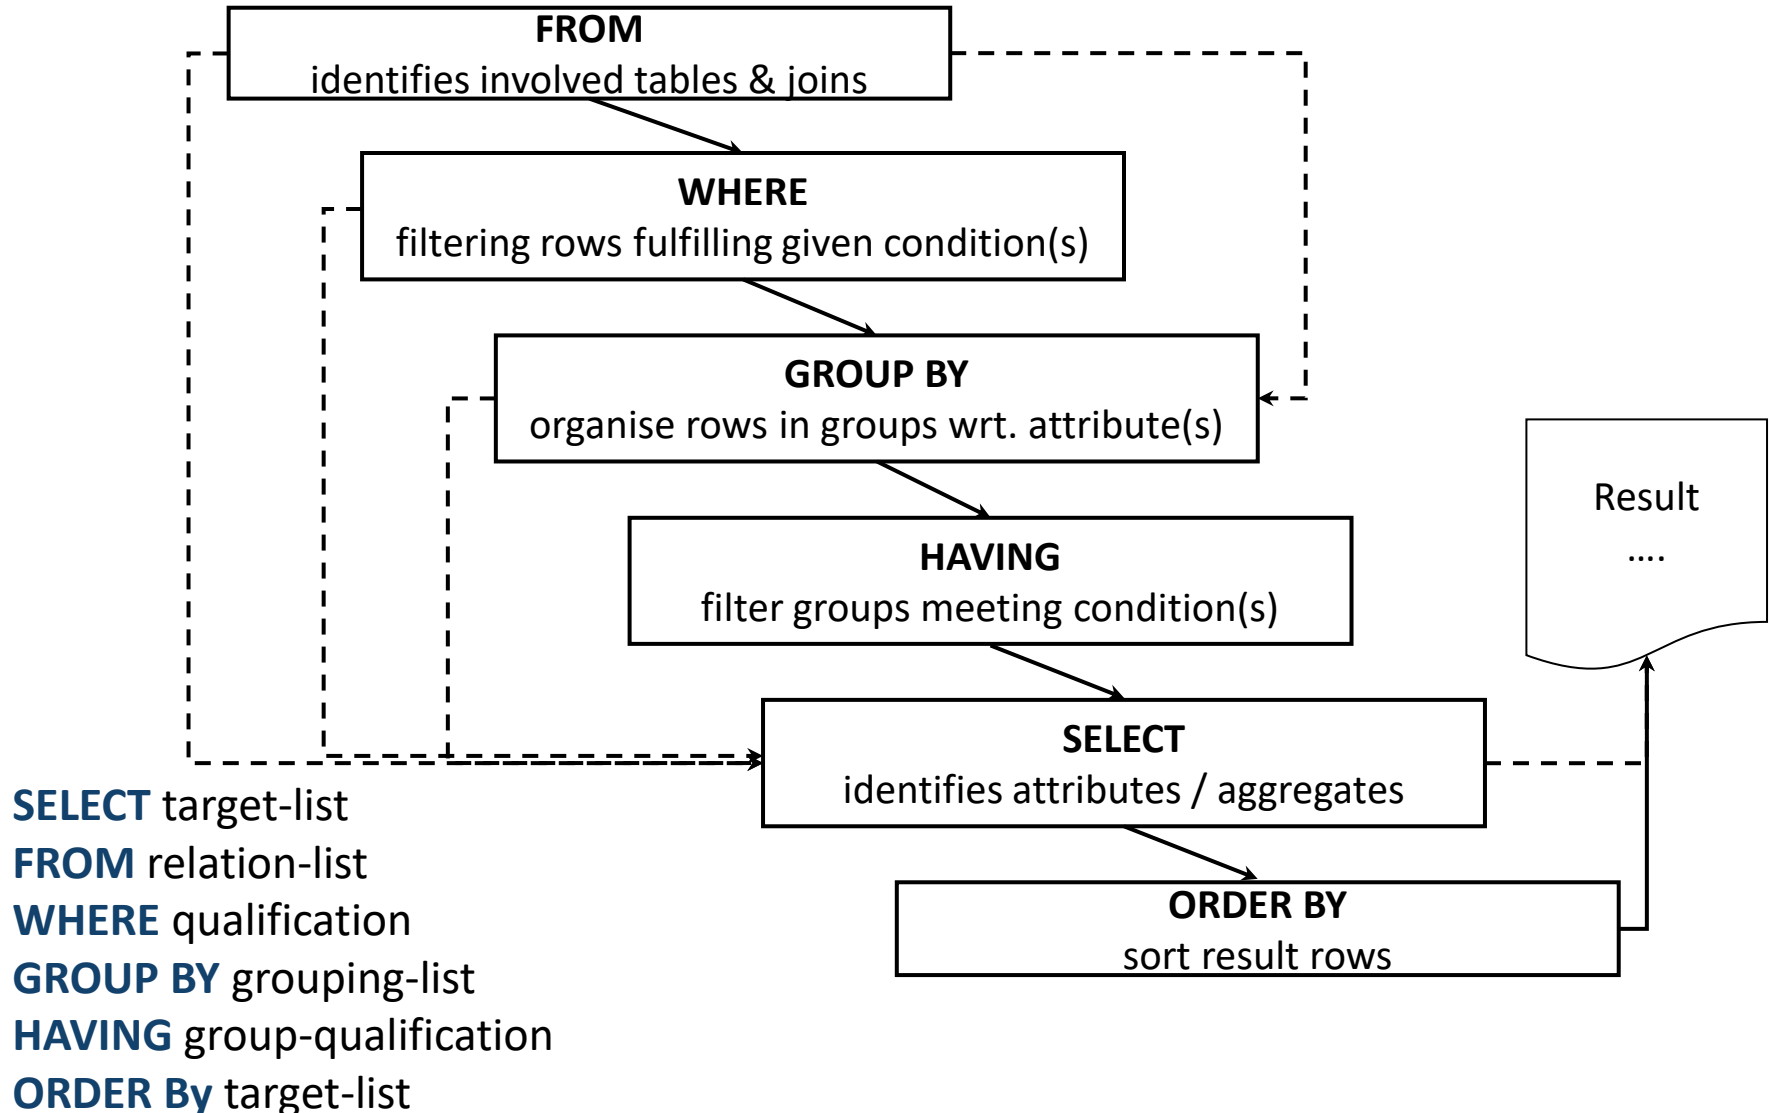 FROM
identifies involved tables & joins
WHERE
filtering rows fulfilling given condition(s)
GROUP BY
organise rows in groups wrt. attribute(s)
HAVING
filter groups meeting condition(s)
SELECT
identifies attributes / aggregates
ORDER BY
sort result rows
Result
....
SELECT target-list
FROM relation-list
WHERE qualification
GROUP BY grouping-list
HAVING group-qualification
ORDER By target-list